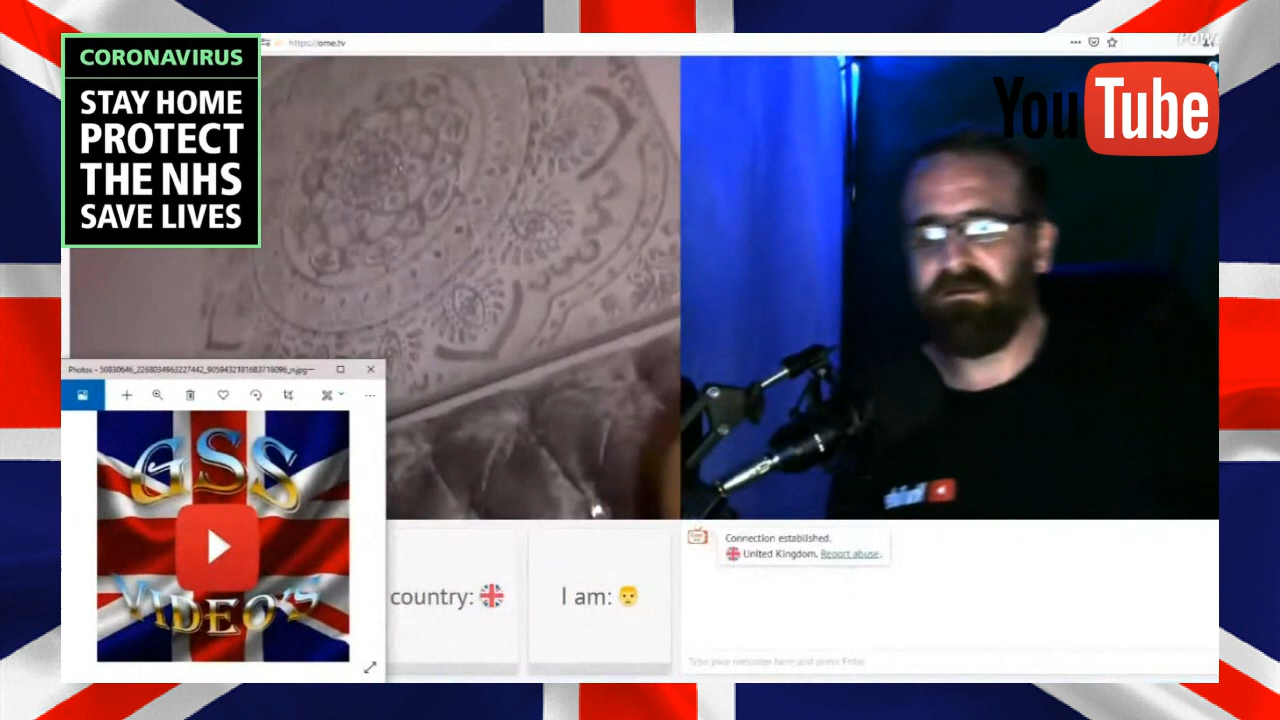 CORONAVIRUS
STAY HOME
PROTECT
THE NHS
SAVE LIVES
https://ome.tv
YouTube
GSS
VIDEO'S
country:
I am:
Connection established.
United Kingdom, Report abuse.
Type your message here and press Enter